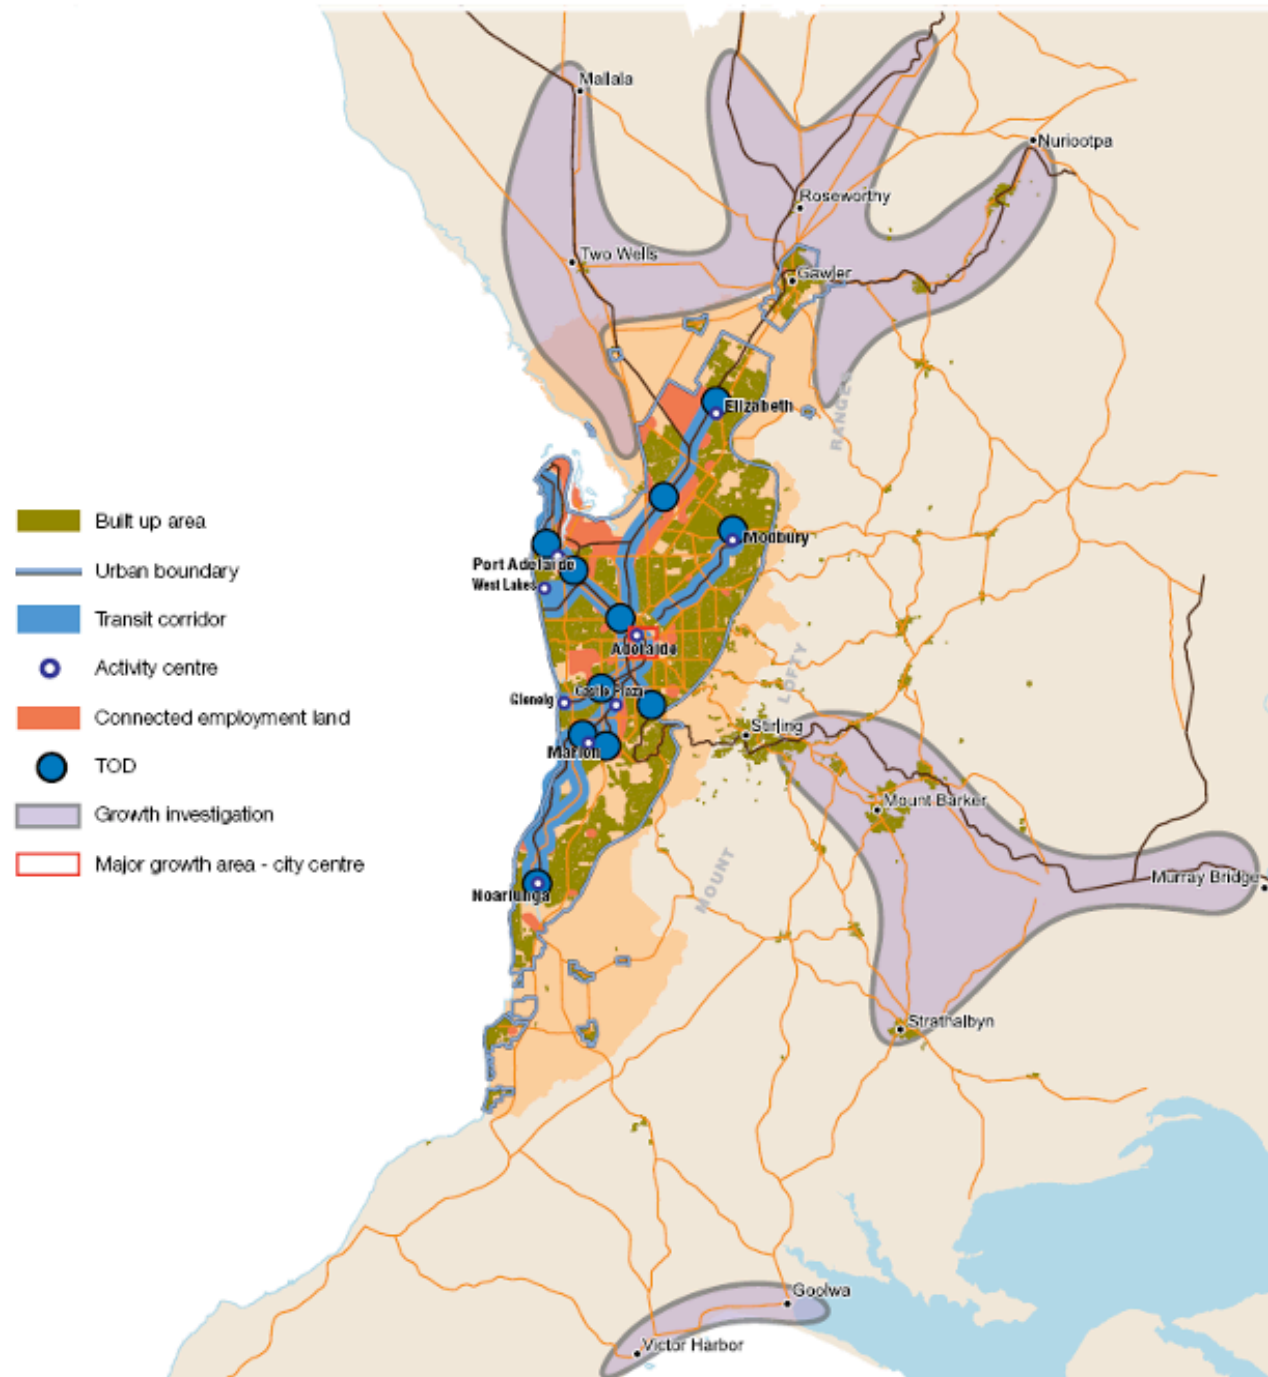 Mallala
Nuriootpa
Roseworthy
Two Wells
Gawler
RANGES
Elizabeth
Modbury
Port Adelaide
West Lakes
Adelaide
LOFTY
Castle Plaza
Glenelg
Stirling
Marion
Mount Barker
MOUNT
Murray Bridge
Noarlunga
Strathalbyn
Goolwa
Victor Harbor
Built up area
Urban boundary
Transit corridor
Activity centre
Connected employment land
TOD
Growth investigation
Major growth area - city centre